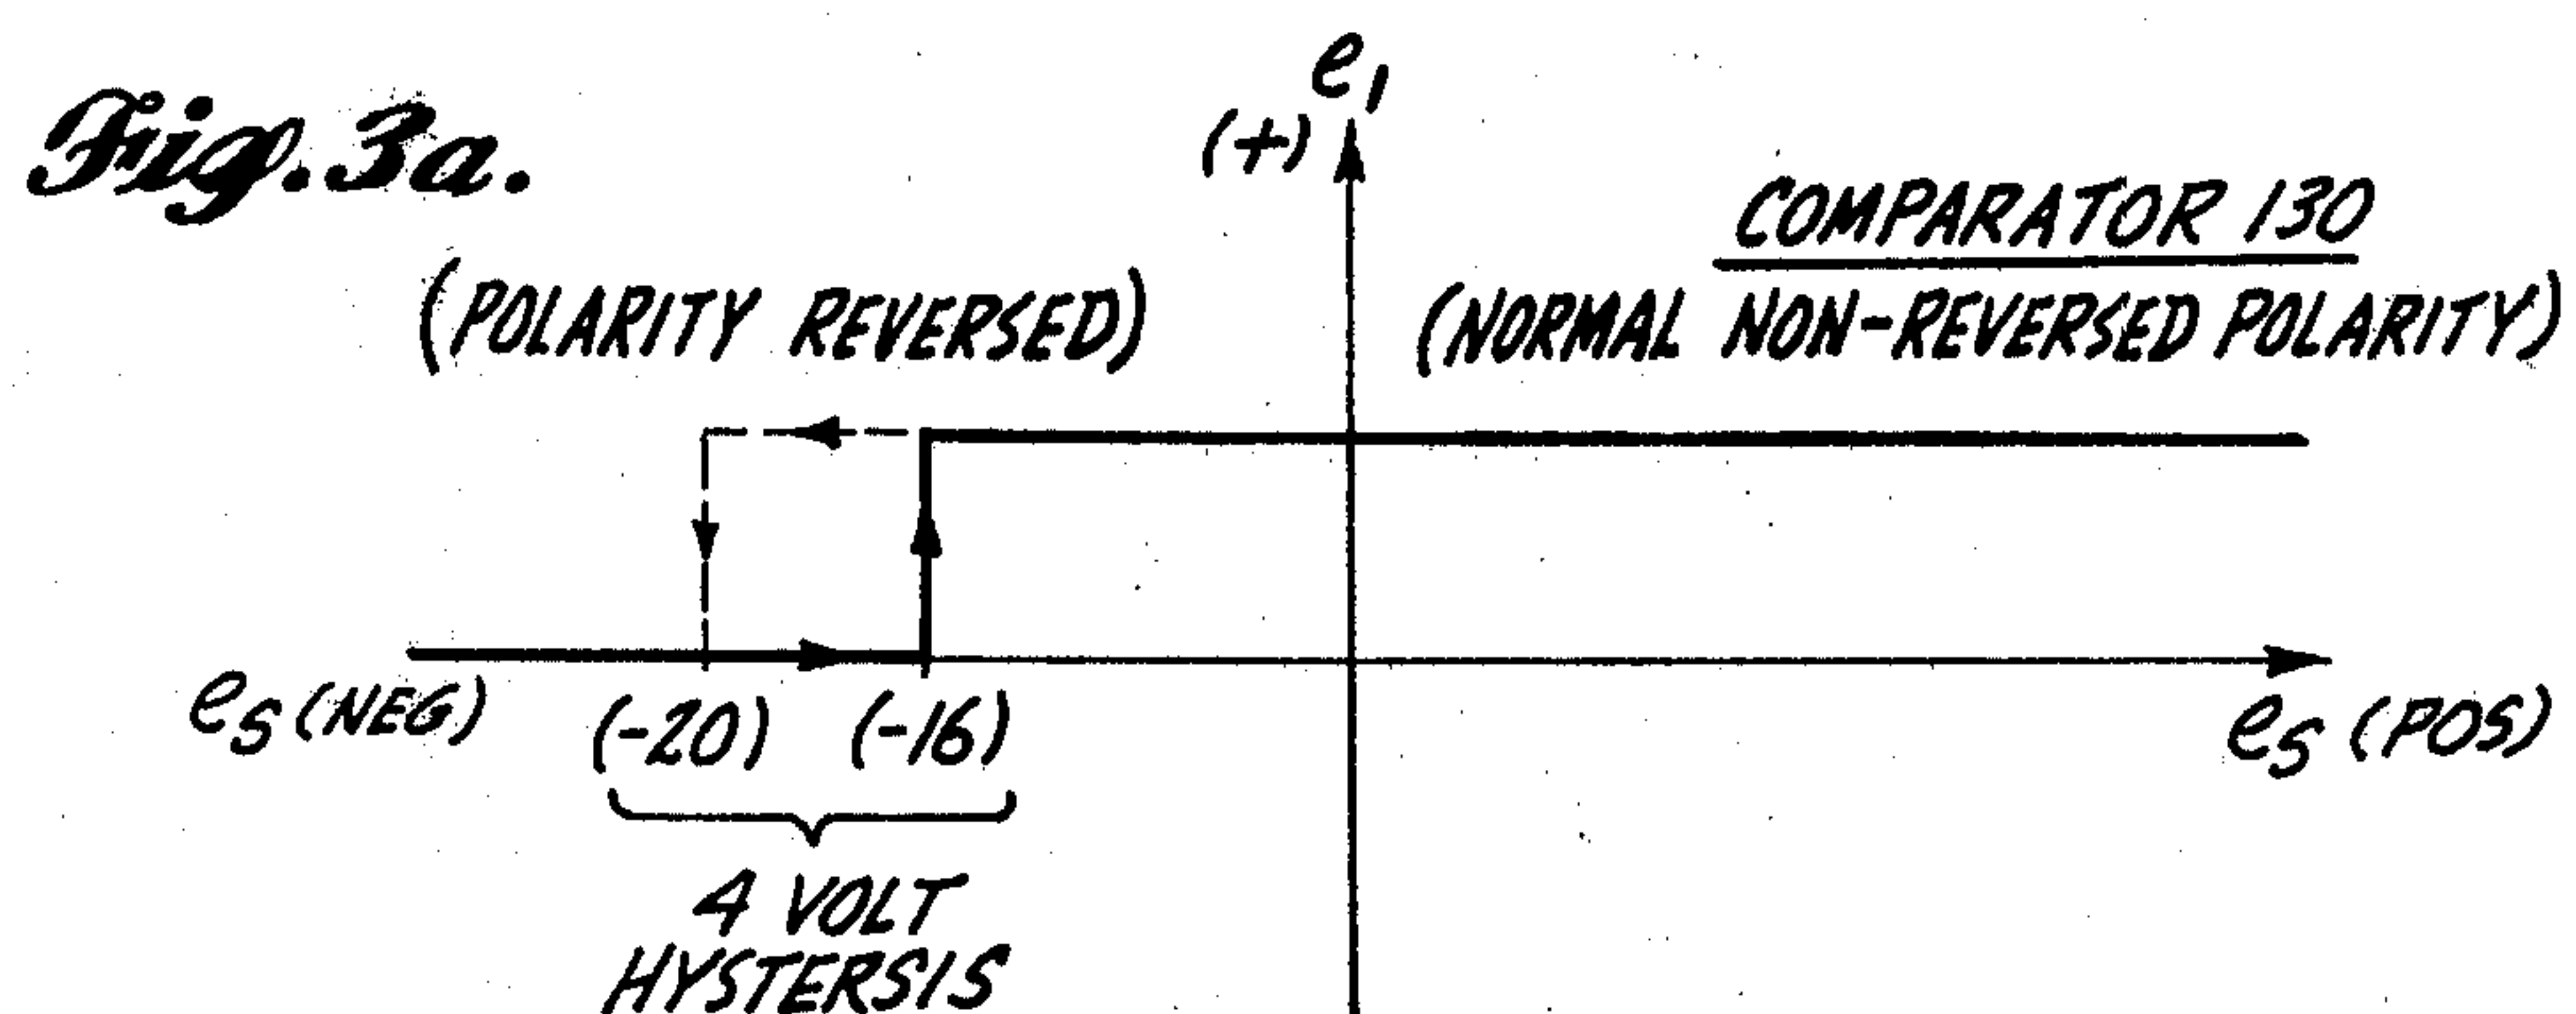 Fig. 3a.
e1
(+)
COMPARATOR 130
(POLARITY REVERSED)
(NORMAL NON-REVERSED POLARITY)
eS (NEG)
(-20)
(-16)
eS (POS)
4 VOLT
HYSTERSIS